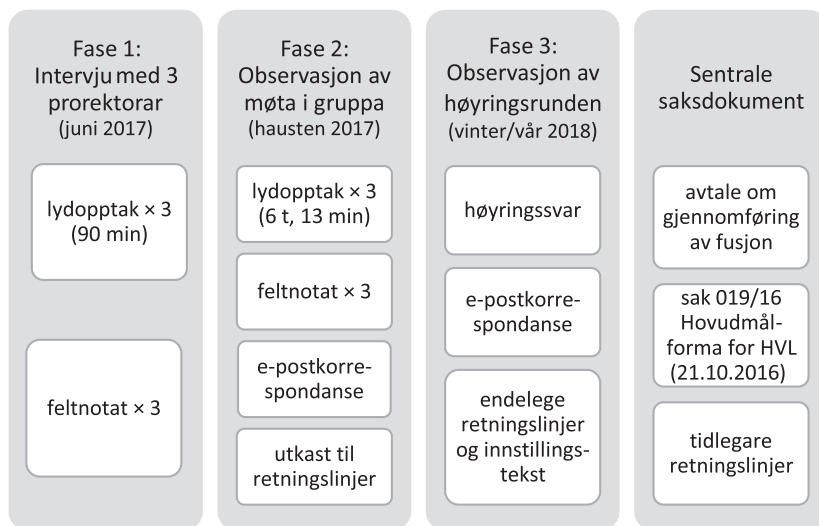 Fase 1:
Intervju med 3
prorektorar
(juni 2017)
lydopptak × 3
(90 min)
feltnotat × 3
Fase 2:
Observasjon av
møta i gruppa
(hausten 2017)
lydopptak × 3
(6 t, 13 min)
feltnotat × 3
e-postkorre-
spondanse
utkast til
retningslinjer
Fase 3:
Observasjon av
høyringsrunden
(vinter/vår 2018)
høyringssvar
e-postkorre-
spondanse
endelege
retningslinjer
og innstillings-
tekst
Sentrale
saksdokument
avtale om
gjennomføring
av fusjon
sak 019/16
Hovudmål-
forma for HVL
(21.10.2016)
tidlegare
retningslinjer